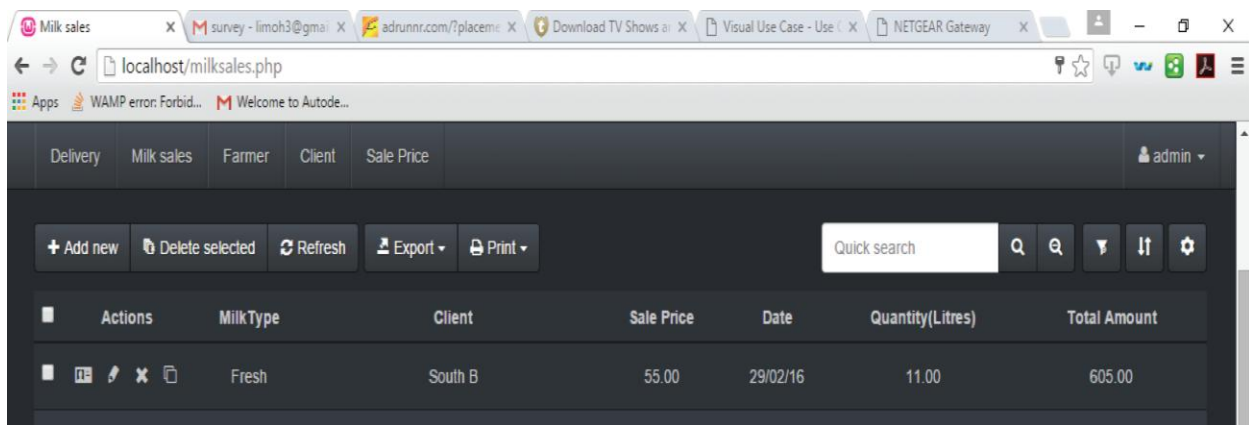 Milk sales survey - limoh3@gmai adrunnr.com/?placeme Download TV Shows ar Visual Use Case - Use C NETGEAR Gateway
localhost/milksales.php
Apps WAMP error: Forbid... Welcome to Autode...
Delivery Milk sales Farmer Client Sale Price admin
Add new Delete selected Refresh Export Print Quick search
Actions MilkType Client Sale Price Date Quantity(Litres) Total Amount
Fresh South B 55.00 29/02/16 11.00 605.00